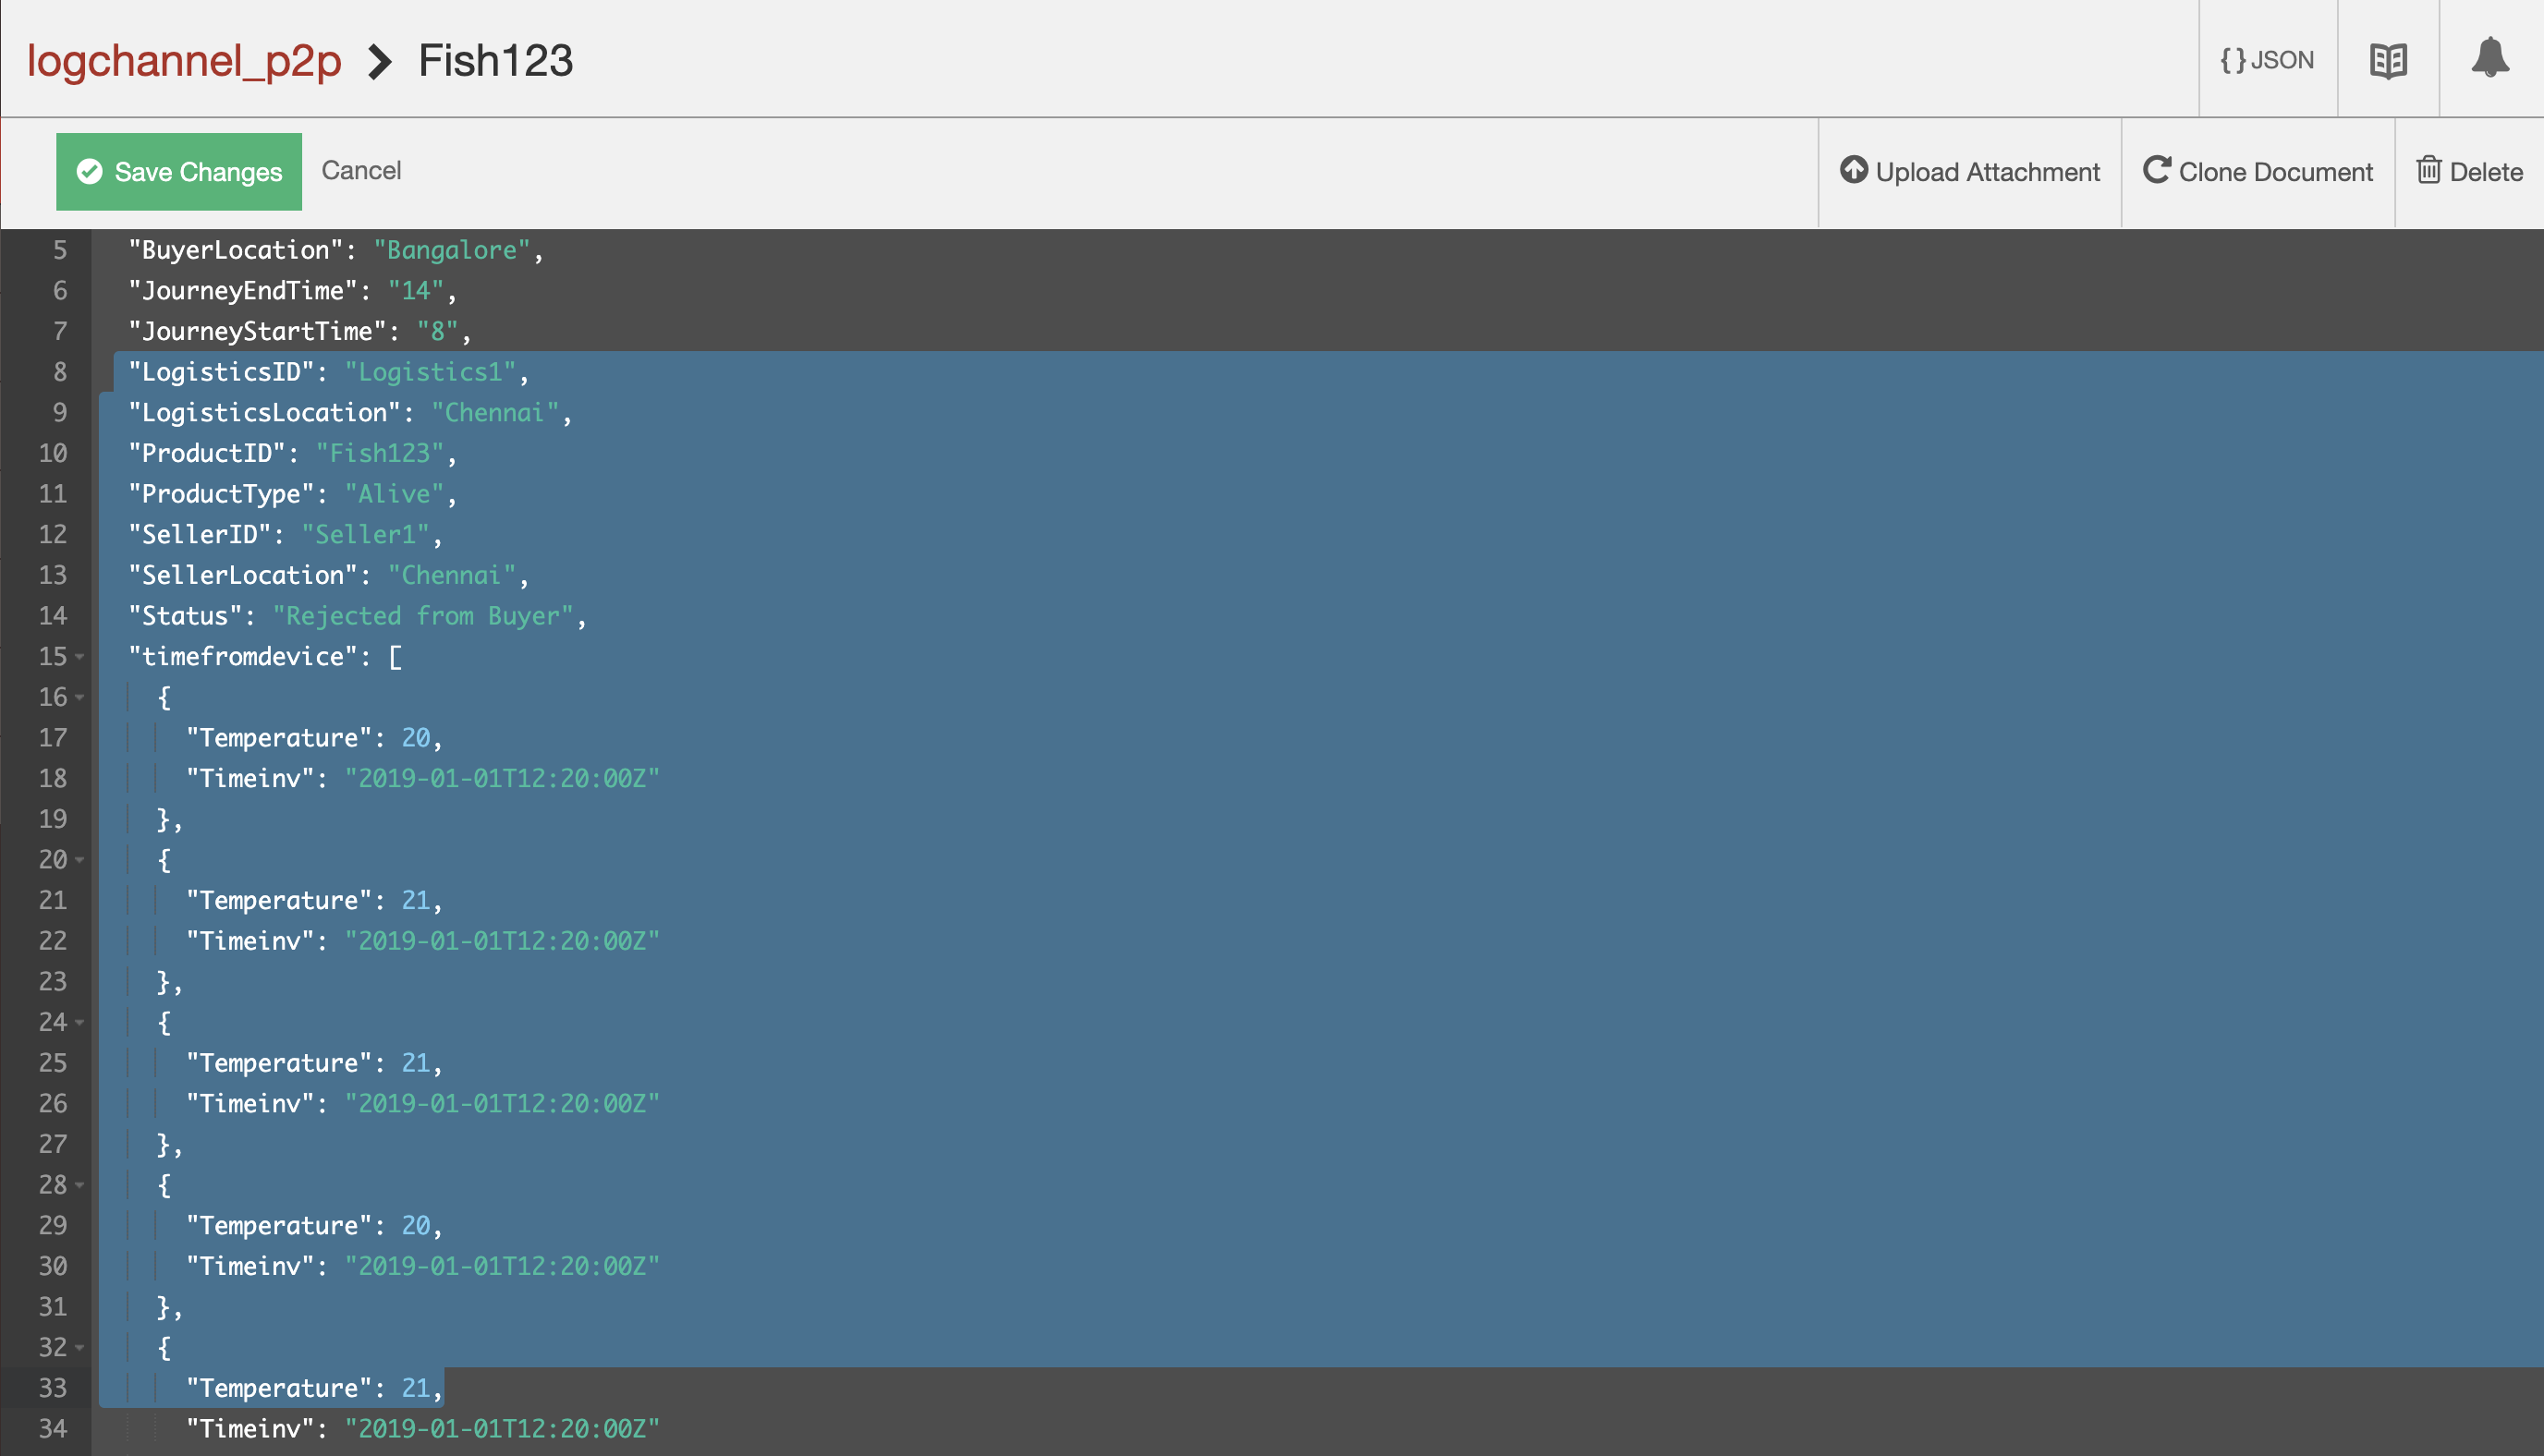 logchannel_p2p > Fish123
{} JSON
Save Changes Cancel Upload Attachment Clone Document Delete
5 "BuyerLocation": "Bangalore",
6 "JourneyEndTime": "14",
7 "JourneyStartTime": "8",
8 "LogisticsID": "Logistics1",
9 "LogisticsLocation": "Chennai",
10 "ProductID": "Fish123",
11 "ProductType": "Alive",
12 "SellerID": "Seller1",
13 "SellerLocation": "Chennai",
14 "Status": "Rejected from Buyer",
15 "timefromdevice": [
16 {
17 "Temperature": 20,
18 "Timeinv": "2019-01-01T12:20:00Z"
19 },
20 {
21 "Temperature": 21,
22 "Timeinv": "2019-01-01T12:20:00Z"
23 },
24 {
25 "Temperature": 21,
26 "Timeinv": "2019-01-01T12:20:00Z"
27 },
28 {
29 "Temperature": 20,
30 "Timeinv": "2019-01-01T12:20:00Z"
31 },
32 {
33 "Temperature": 21,
34 "Timeinv": "2019-01-01T12:20:00Z"